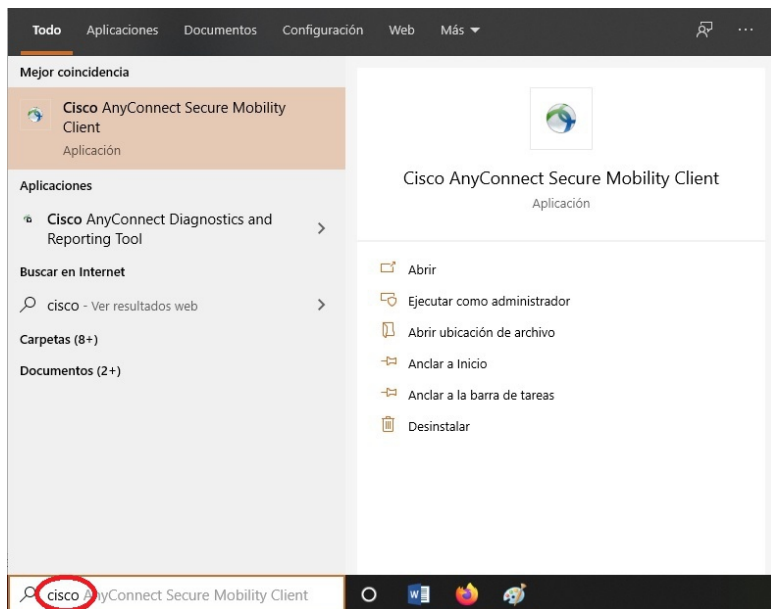 Todo Aplicaciones Documentos Configuración Web Más
Mejor coincidencia
Cisco AnyConnect Secure Mobility
Client
Aplicación
Aplicaciones
Cisco AnyConnect Diagnostics and
Reporting Tool
Buscar en Internet
cisco - Ver resultados web
Carpetas (8+)
Documentos (2+)
Cisco AnyConnect Secure Mobility Client
Aplicación
Abrir
Ejecutar como administrador
Abrir ubicación de archivo
Anclar a Inicio
Anclar a la barra de tareas
Desinstalar
cisco AnyConnect Secure Mobility Client